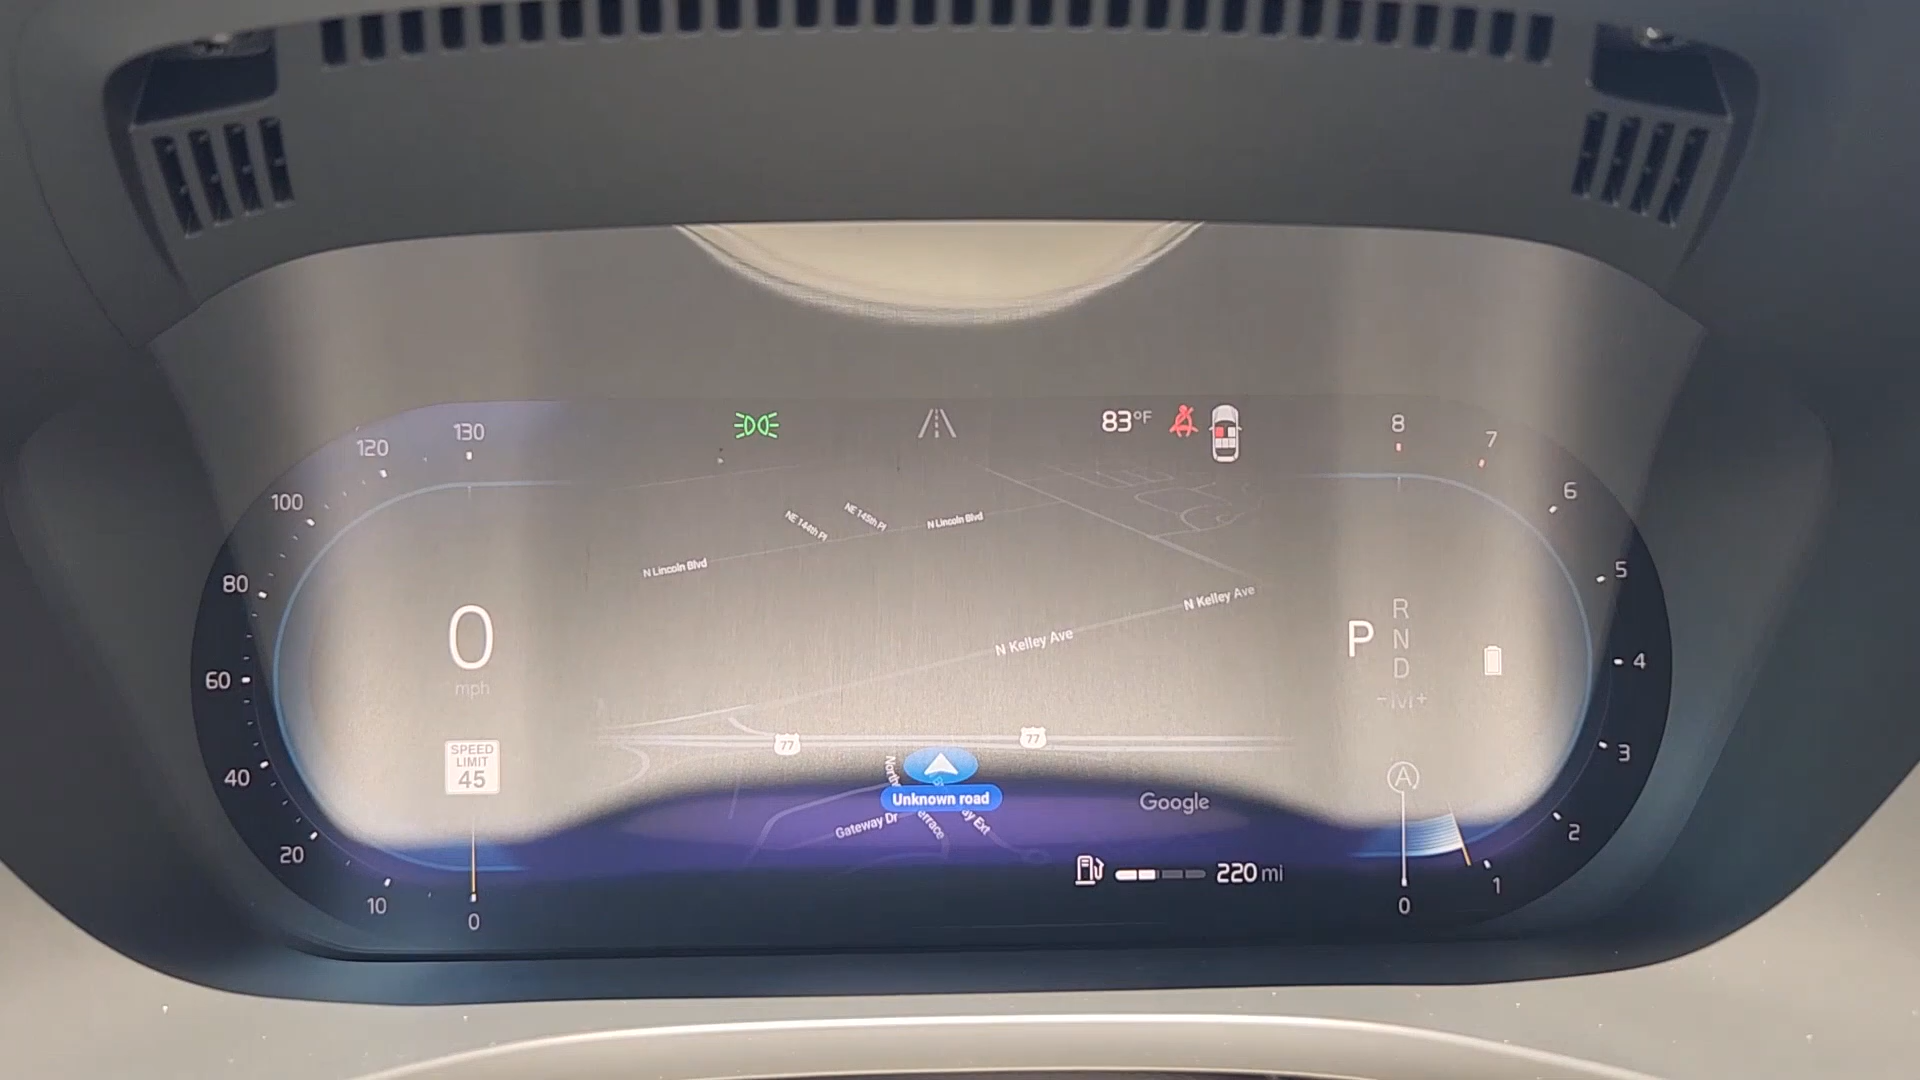 83°F
130
120
100
80
60
40
20
10
0
0
mph
SPEED
LIMIT
45
NE 144th Pl
NE 145th Pl
N Lincoln Blvd
N Lincoln Blvd
N Kelley Ave
N Kelley Ave
77
77
Unknown road
Gateway Dr
Google
220 mi
P
R
N
D
-M+
A
8
7
6
5
4
3
2
1
0